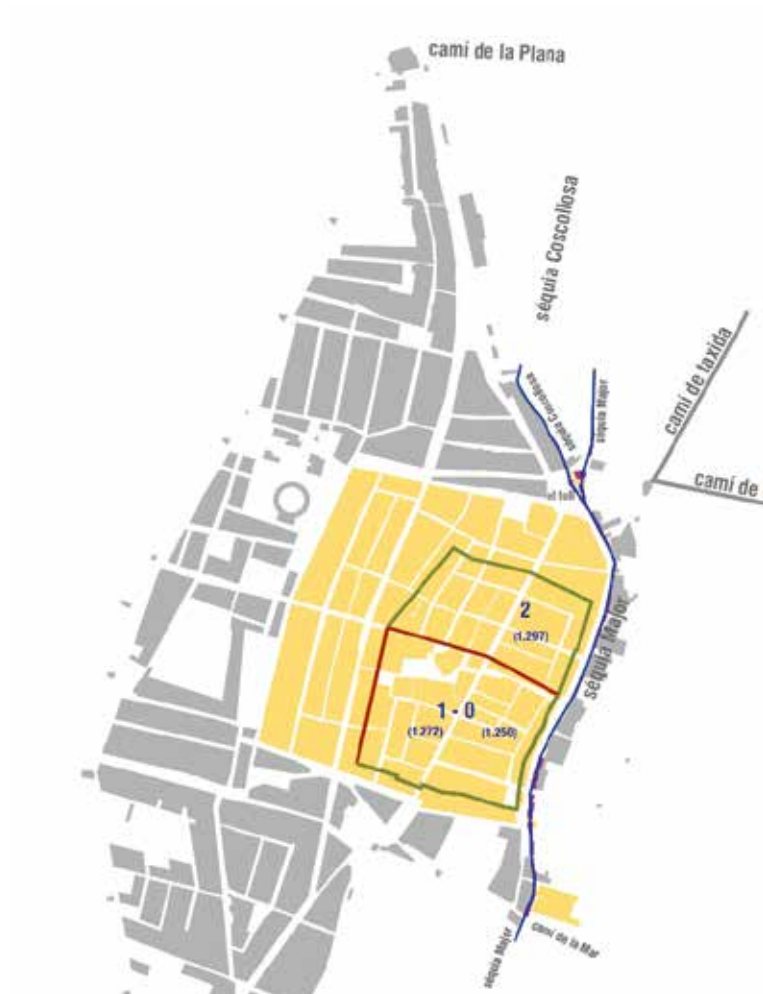 camí de la Plana
séquia Coscollosa
camí de taxida
séquia Coscollosa
séquia Major
camí de
el toll
2
(1.297)
séquia Major
1 - 0
(1.272)
(1.250)
camí de la Mar
séquia Major